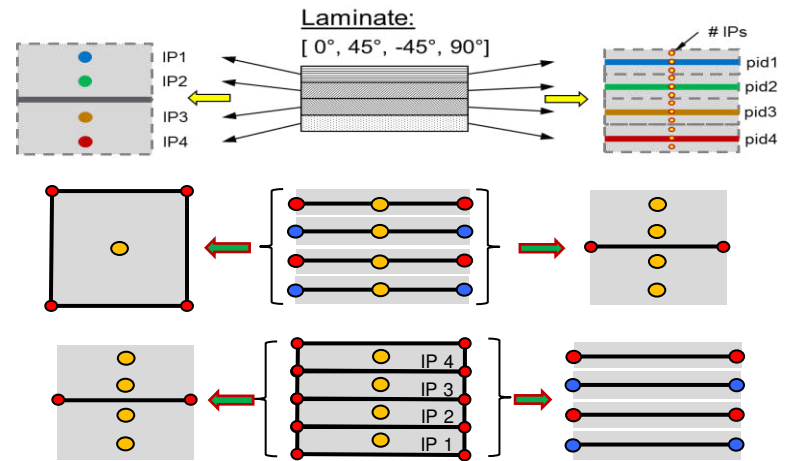 Laminate:
[ 0°, 45°, -45°, 90°]
IP1
IP2
IP3
IP4
# IPs
pid1
pid2
pid3
pid4
IP 4
IP 3
IP 2
IP 1